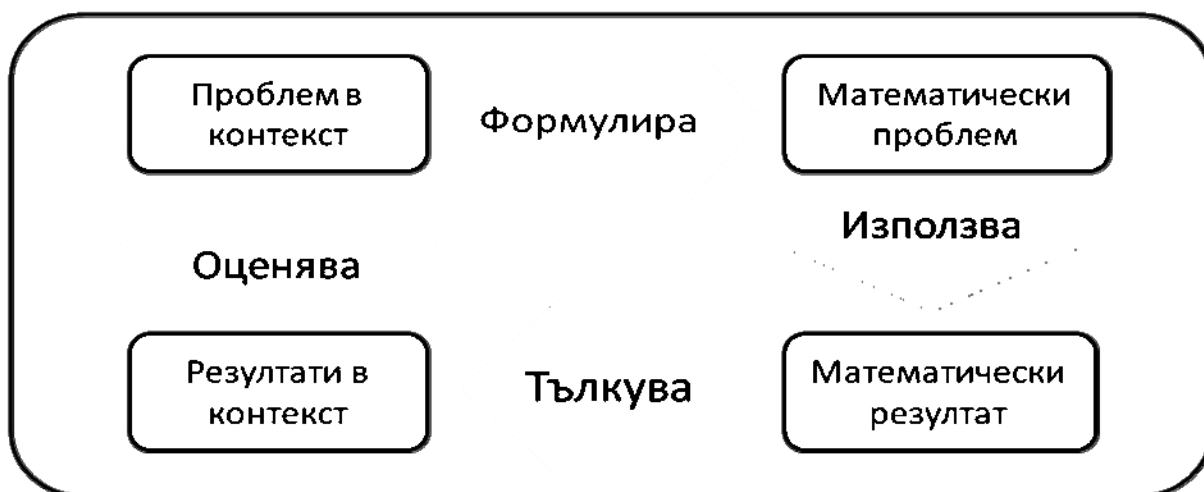 Проблем в
контекст
Формулира
Математически
проблем
Използва
Оценява
Резултати в
контекст
Тълкува
Математически
резултат